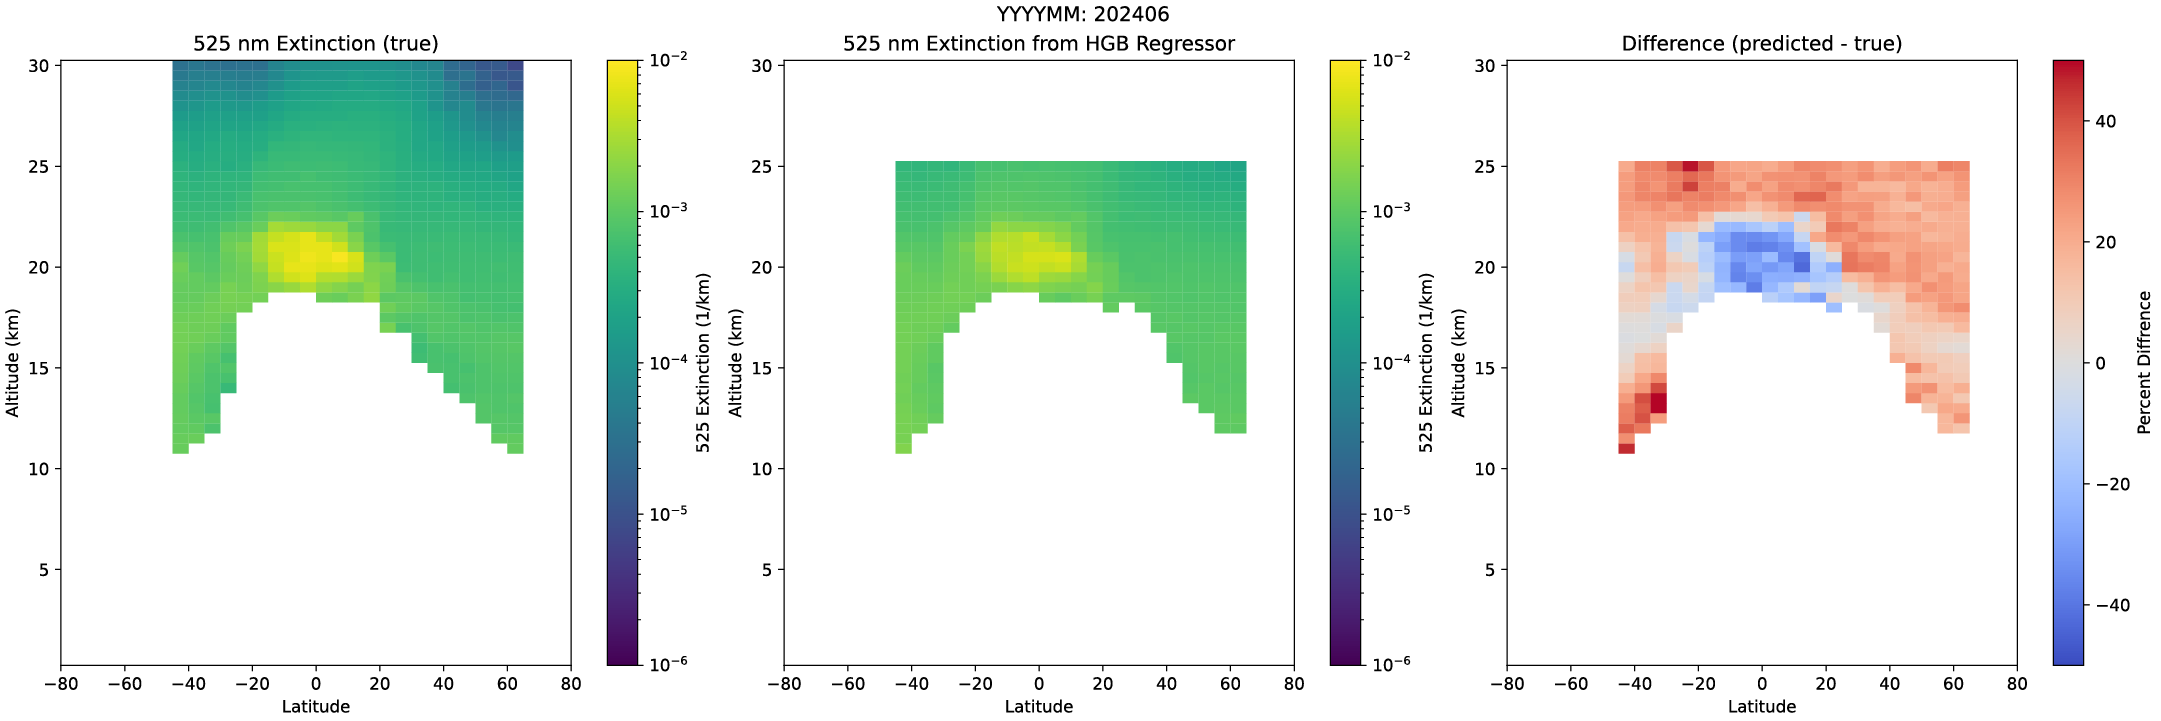 YYYYMM: 202406
525 nm Extinction (true)
30
25
20
15
10
5
−80 −60 −40 −20 0 20 40 60 80
Latitude
Altitude (km)
10−2
10−3
10−4
10−5
10−6
525 Extinction (1/km)
525 nm Extinction from HGB Regressor
30
25
20
15
10
5
−80 −60 −40 −20 0 20 40 60 80
Latitude
Altitude (km)
10−2
10−3
10−4
10−5
10−6
525 Extinction (1/km)
Difference (predicted - true)
30
25
20
15
10
5
−80 −60 −40 −20 0 20 40 60 80
Latitude
Altitude (km)
40
20
0
−20
−40
Percent Diffrence